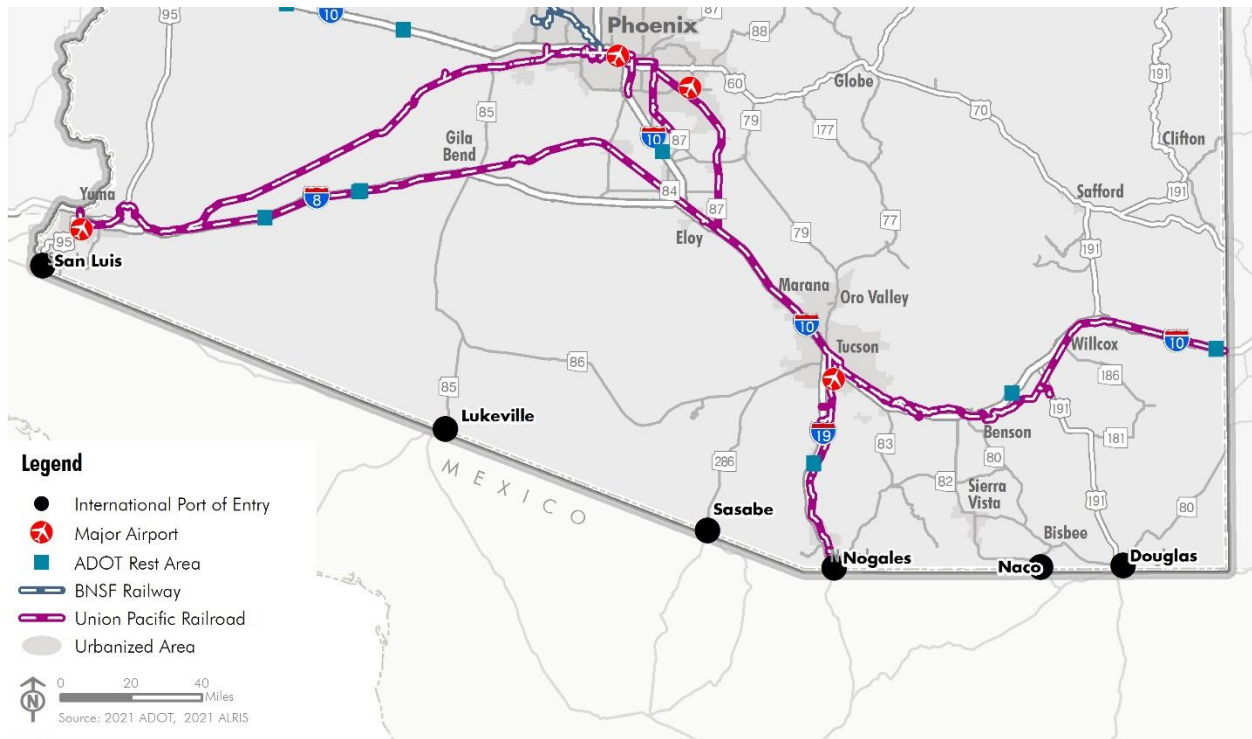 95
10
Phoenix
87
88
60
Globe
191
85
79
70
177
Clifton
Gila
Bend
10
87
191
Yuma
8
84
Safford
87
77
191
95
Eloy
79
San Luis
Marana
Oro Valley
10
Tucson
Willcox
10
86
186
85
191
Lukeville
19
83
Benson
181
80
286
82
Sierra
Vista
191
80
MEXICO
Sasabe
Bisbee
Nogales
Naco
Douglas
Legend
International Port of Entry
Major Airport
ADOT Rest Area
BNSF Railway
Union Pacific Railroad
Urbanized Area
N
0 20 40
Miles
Source: 2021 ADOT, 2021 ALRIS